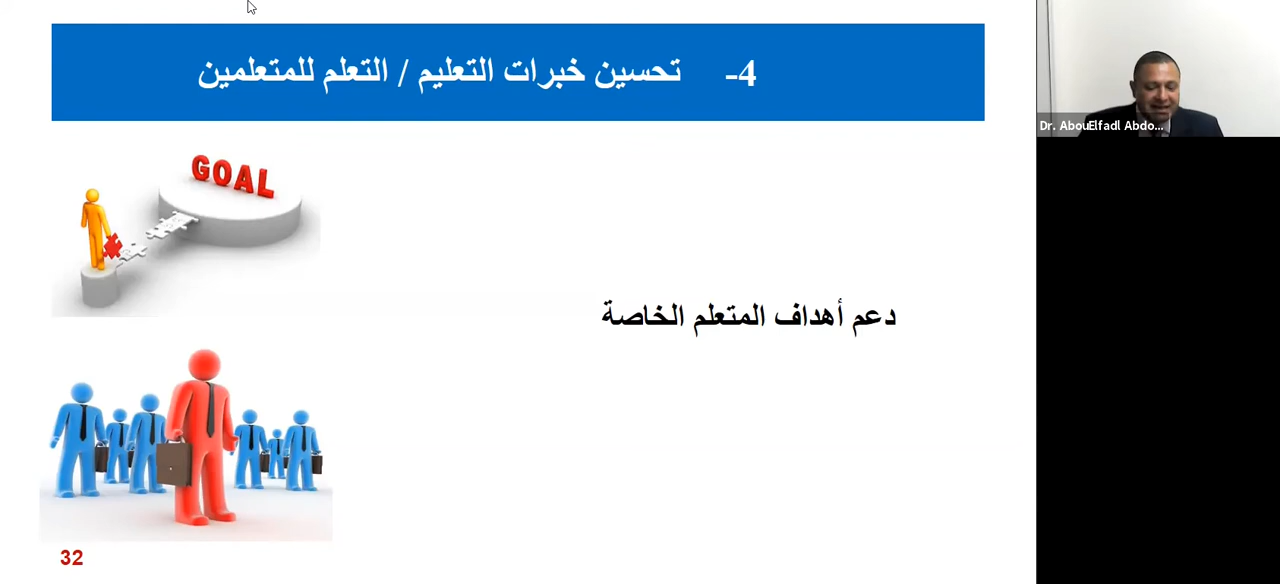 4- تحسين خبرات التعليم / التعلم للمتعلمين
Dr. AbouElfadl Abdo...
GOAL
دعم أهداف المتعلم الخاصة
32